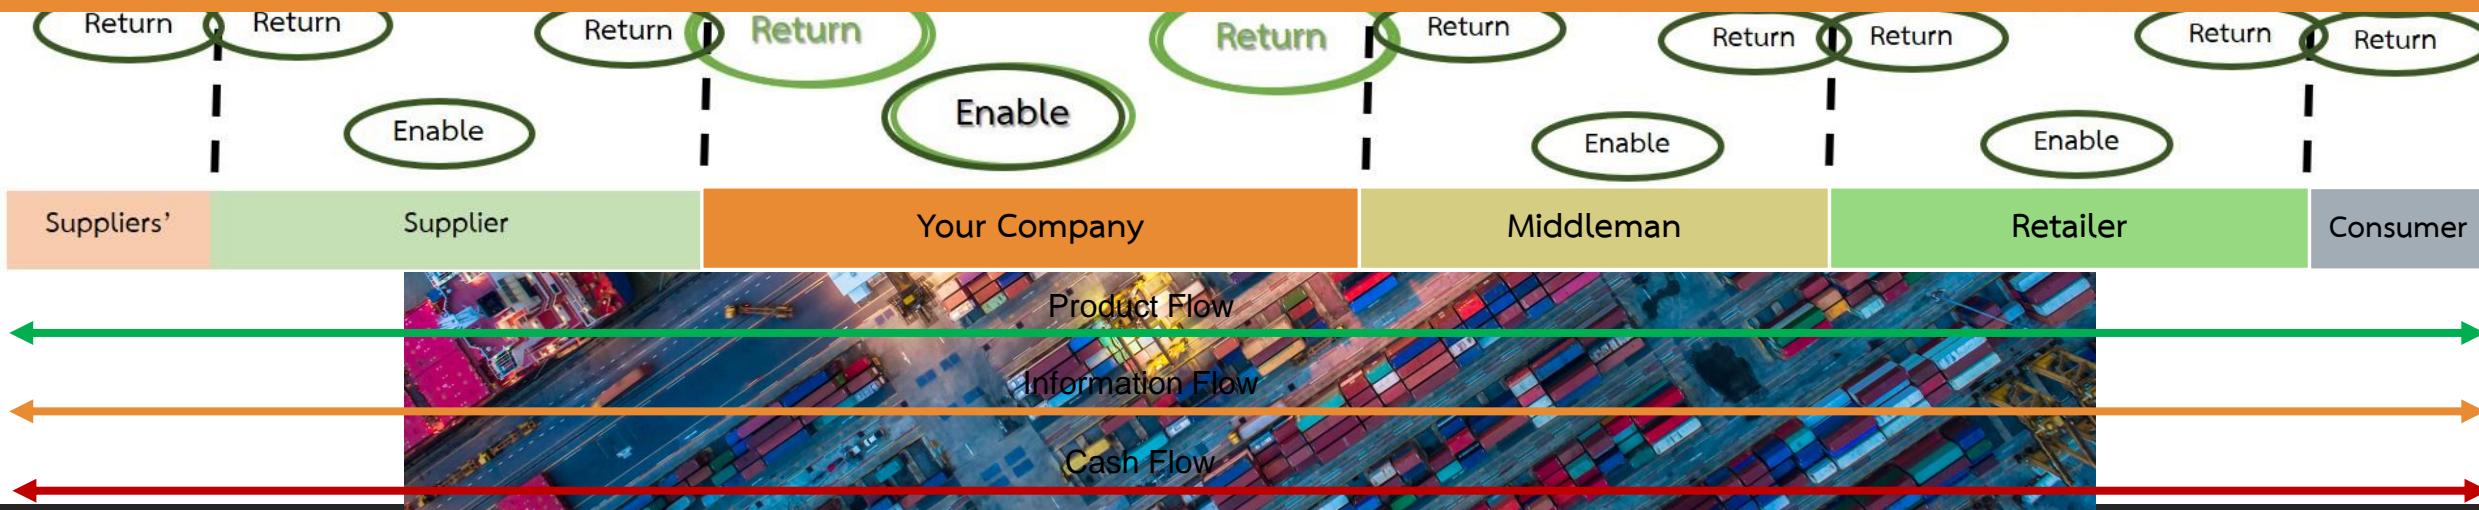 Return Return Return Return Return Return Return Return Return Return
Enable Enable Enable Enable
Suppliers’ Supplier Your Company Middleman Retailer Consumer
Product Flow
Information Flow
Cash Flow